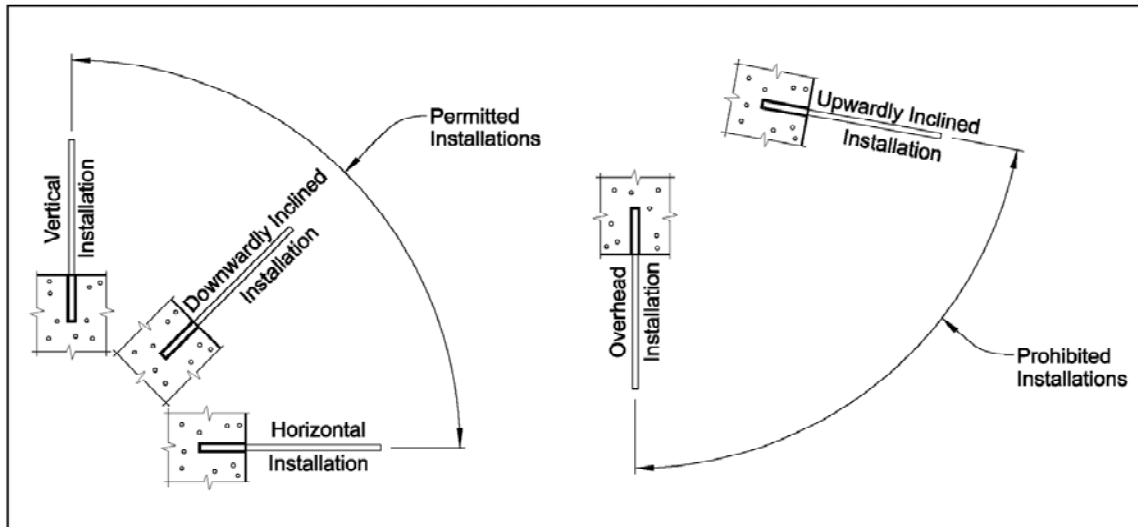 Permitted
Installations
Vertical
Installation
Downwardly Inclined
Installation
Horizontal
Installation
Upwardly Inclined
Installation
Overhead
Installation
Prohibited
Installations